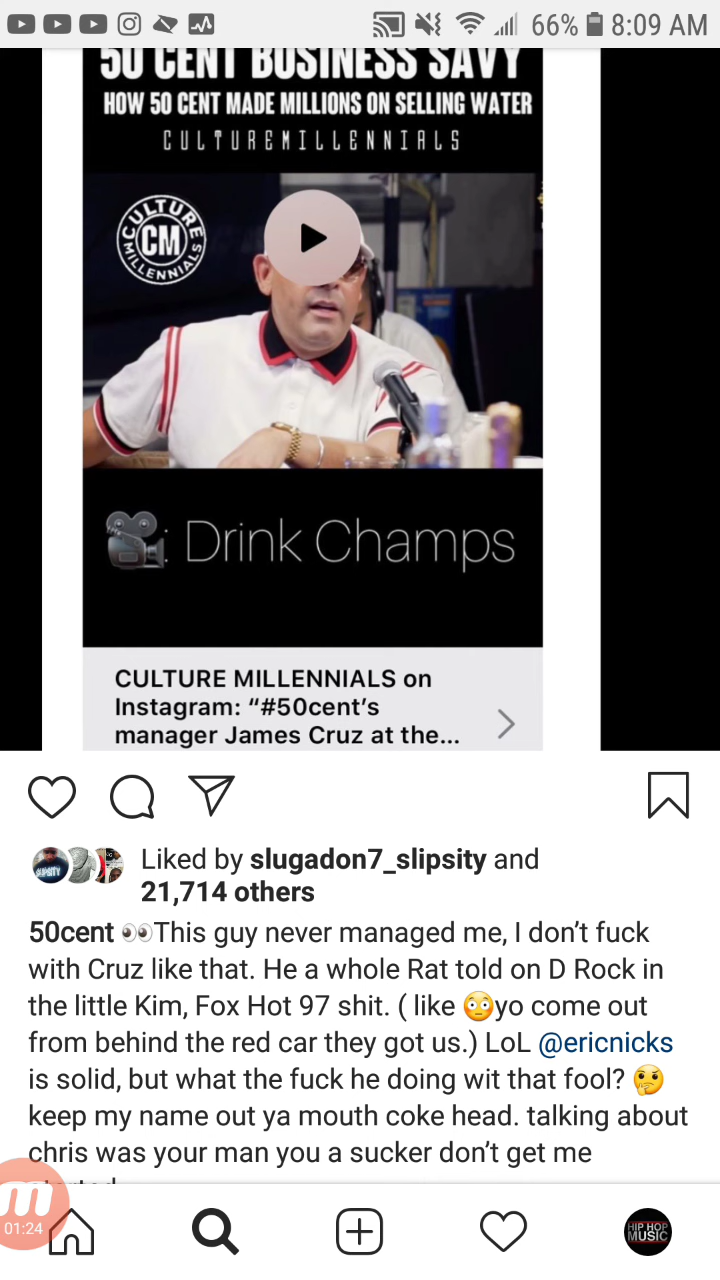 66% 8:09 AM
50 CENT BUSINESS SAVY
HOW 50 CENT MADE MILLIONS ON SELLING WATER
CULTUREMILLENNIALS
CULTURE
CM
MILLENNIALS
🎥: Drink Champs
CULTURE MILLENNIALS on
Instagram: “#50cent’s
manager James Cruz at the...
Liked by slugadon7_slipsity and
21,714 others
50cent 👀This guy never managed me, I don’t fuck
with Cruz like that. He a whole Rat told on D Rock in
the little Kim, Fox Hot 97 shit. ( like 😳yo come out
from behind the red car they got us.) LoL @ericnicks
is solid, but what the fuck he doing wit that fool? 🤔
keep my name out ya mouth coke head. talking about
chris was your man you a sucker don’t get me
m
01:24
HIP HOP
MUSIC